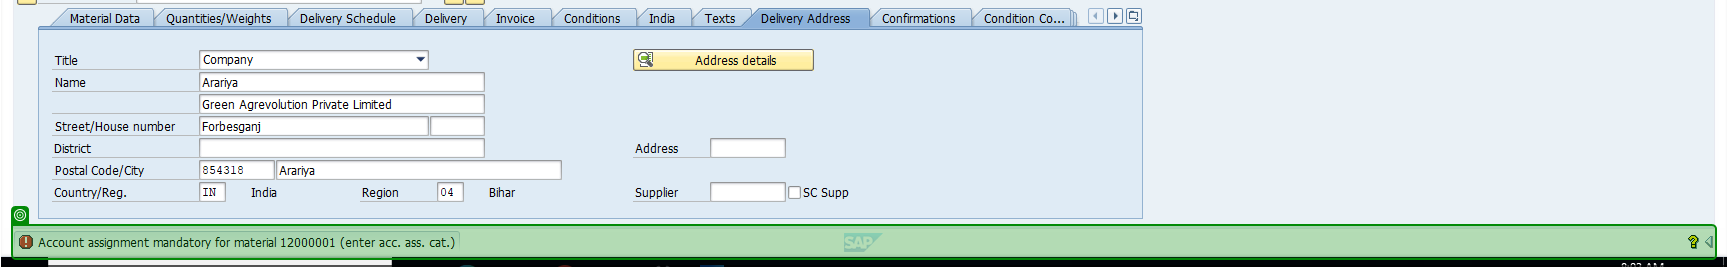 Material Data Quantities/Weights Delivery Schedule Delivery Invoice Conditions India Texts Delivery Address Confirmations Condition Co...
Title Company Address details
Name Arariya
Green Agrevolution Private Limited
Street/House number Forbesganj
District Address
Postal Code/City 854318 Arariya
Country/Reg. IN India Region 04 Bihar Supplier SC Supp
Account assignment mandatory for material 12000001 (enter acc. ass. cat.) SAP